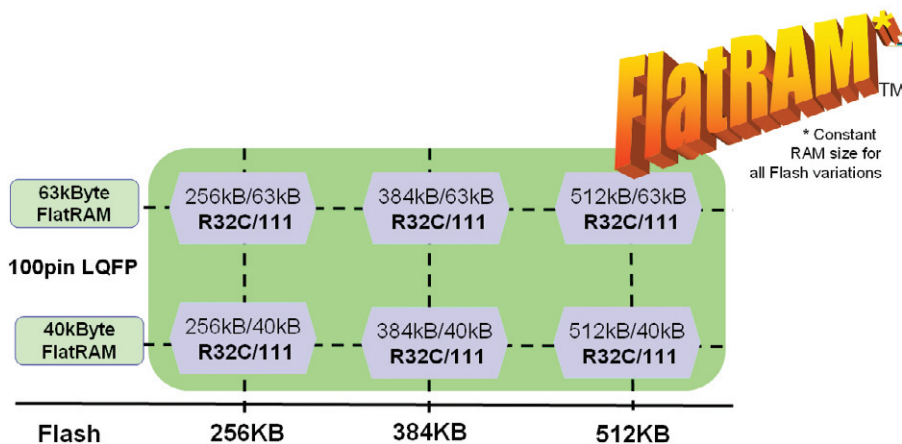 FlatRAM*
TM
* Constant
RAM size for
all Flash variations
63kByte
FlatRAM
256kB/63kB
R32C/111
384kB/63kB
R32C/111
512kB/63kB
R32C/111
100pin LQFP
40kByte
FlatRAM
256kB/40kB
R32C/111
384kB/40kB
R32C/111
512kB/40kB
R32C/111
Flash 256KB 384KB 512KB